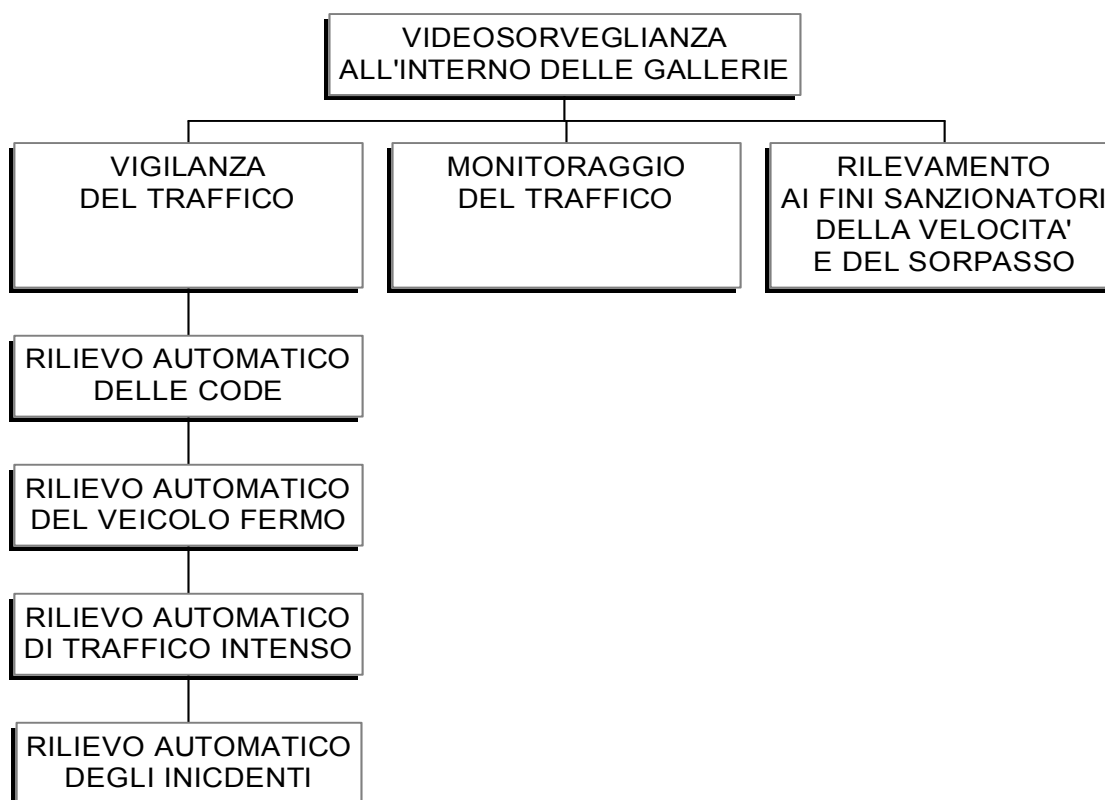 VIDEOSORVEGLIANZA
ALL'INTERNO DELLE GALLERIE
VIGILANZA
DEL TRAFFICO
MONITORAGGIO
DEL TRAFFICO
RILEVAMENTO
AI FINI SANZIONATORI
DELLA VELOCITA'
E DEL SORPASSO
RILIEVO AUTOMATICO
DELLE CODE
RILIEVO AUTOMATICO
DEL VEICOLO FERMO
RILIEVO AUTOMATICO
DI TRAFFICO INTENSO
RILIEVO AUTOMATICO
DEGLI INICDENTI